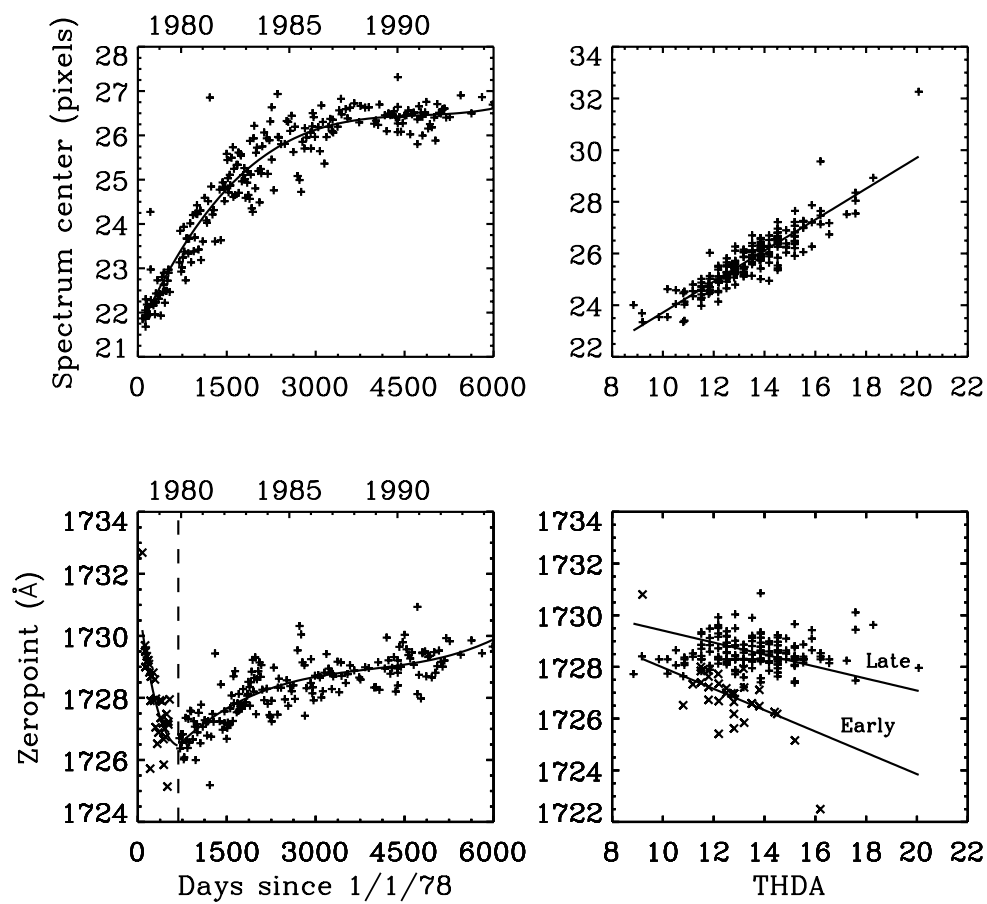 1980 1985 1990
Spectrum center (pixels)
28
27
26
25
24
23
22
21
0 1500 3000 4500 6000
34
32
30
28
26
24
22
8 10 12 14 16 18 20 22
1980 1985 1990
Zeropoint (Å)
1734
1732
1730
1728
1726
1724
0 1500 3000 4500 6000
Days since 1/1/78
1734
1730
1728
1726
1724
1722
Late
Early
8 10 12 14 16 18 20 22
THDA